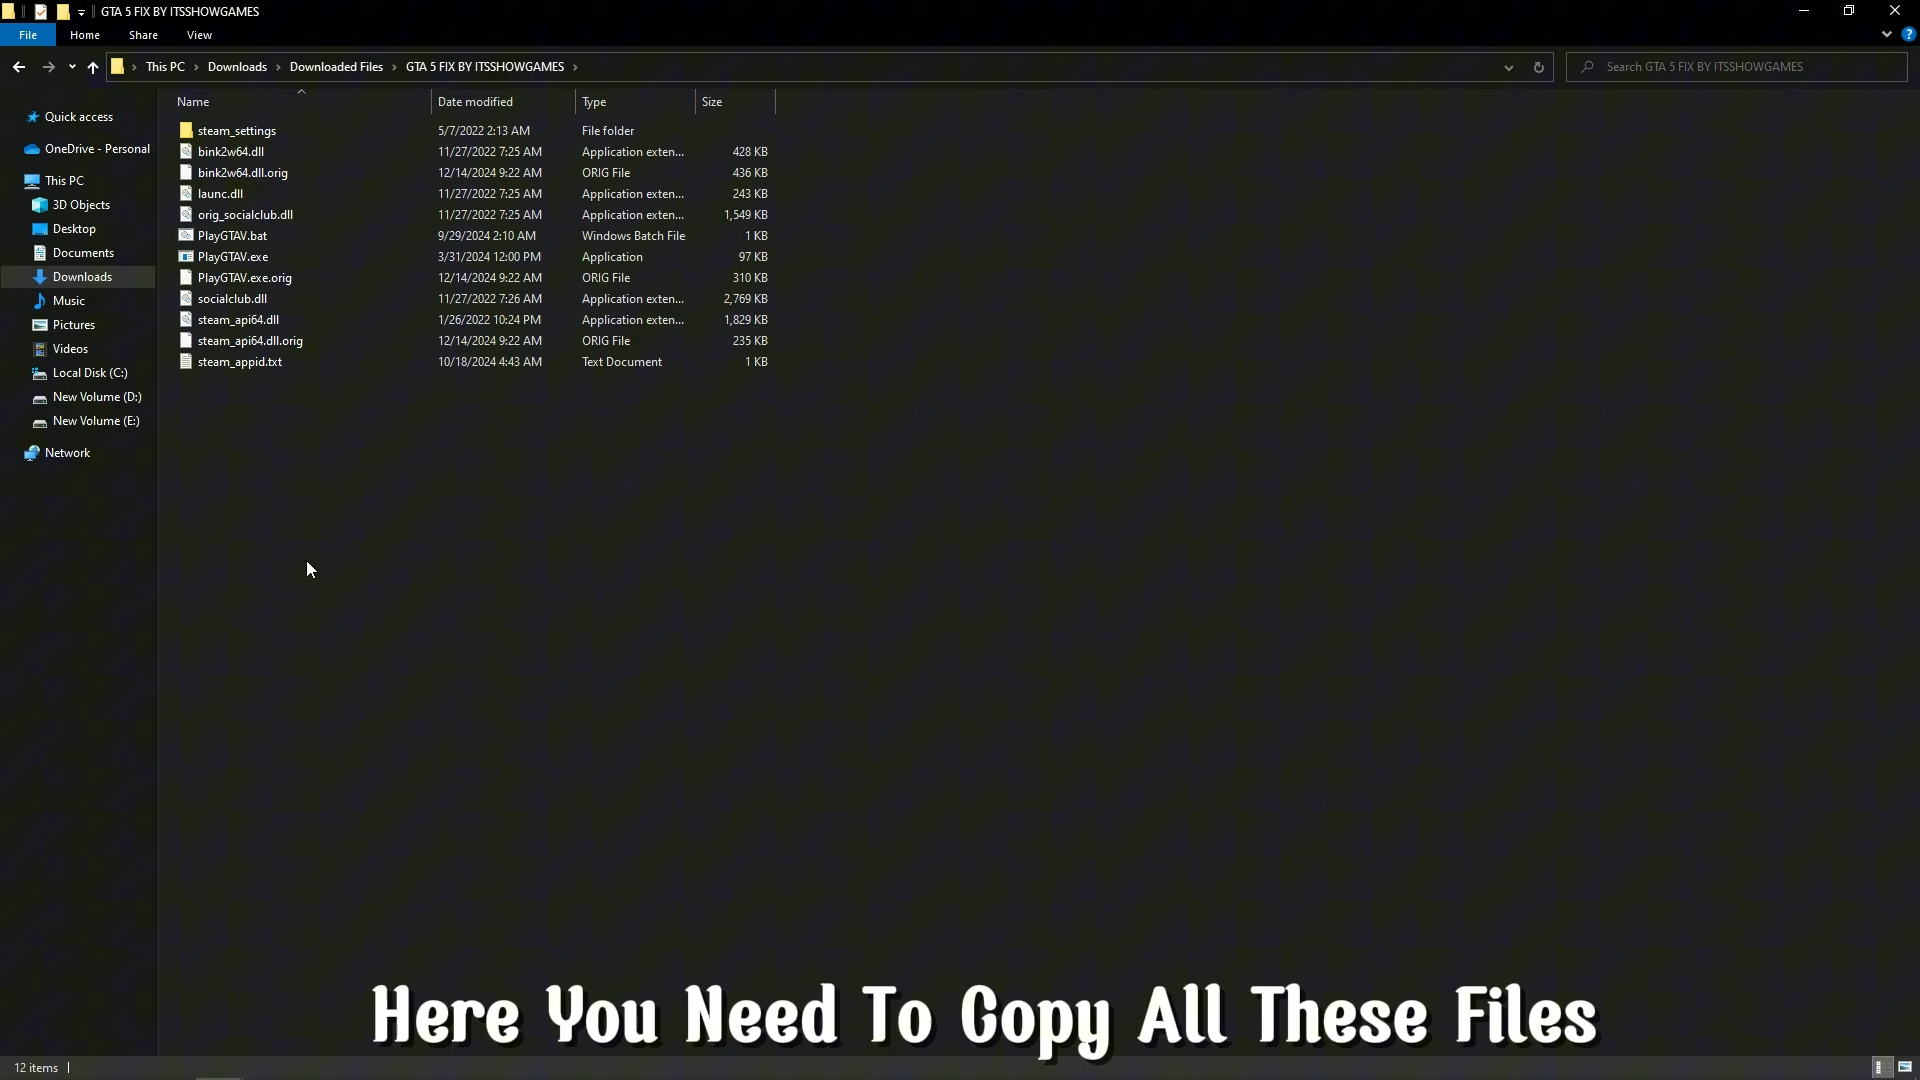 GTA 5 FIX BY ITSSHOWGAMES
File Home Share View
This PC Downloads Downloaded Files GTA 5 FIX BY ITSSHOWGAMES
Search GTA 5 FIX BY ITSSHOWGAMES
Quick access
OneDrive - Personal
This PC
3D Objects
Desktop
Documents
Downloads
Music
Pictures
Videos
Local Disk (C:)
New Volume (D:)
New Volume (E:)
Network
Name Date modified Type Size
steam_settings 5/7/2022 2:13 AM File folder
bink2w64.dll 11/27/2022 7:25 AM Application exten... 428 KB
bink2w64.dll.orig 12/14/2024 9:22 AM ORIG File 436 KB
launc.dll 11/27/2022 7:25 AM Application exten... 243 KB
orig_socialclub.dll 11/27/2022 7:25 AM Application exten... 1,549 KB
PlayGTAV.bat 9/29/2024 2:10 AM Windows Batch File 1 KB
PlayGTAV.exe 3/31/2024 12:00 PM Application 97 KB
PlayGTAV.exe.orig 12/14/2024 9:22 AM ORIG File 310 KB
socialclub.dll 11/27/2022 7:26 AM Application exten... 2,769 KB
steam_api64.dll 1/26/2022 10:24 PM Application exten... 1,829 KB
steam_api64.dll.orig 12/14/2024 9:22 AM ORIG File 235 KB
steam_appid.txt 10/18/2024 4:43 AM Text Document 1 KB
Here You Need To Copy All These Files
12 items